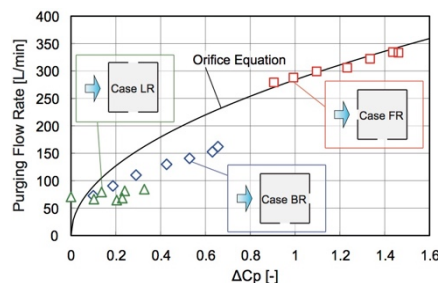 Purging Flow Rate [L/min]
400
350
300
250
200
150
100
50
0
Orifice Equation
Case LR
Case FR
Case BR
0 0.2 0.4 0.6 0.8 1 1.2 1.4 1.6
ΔCp [-]